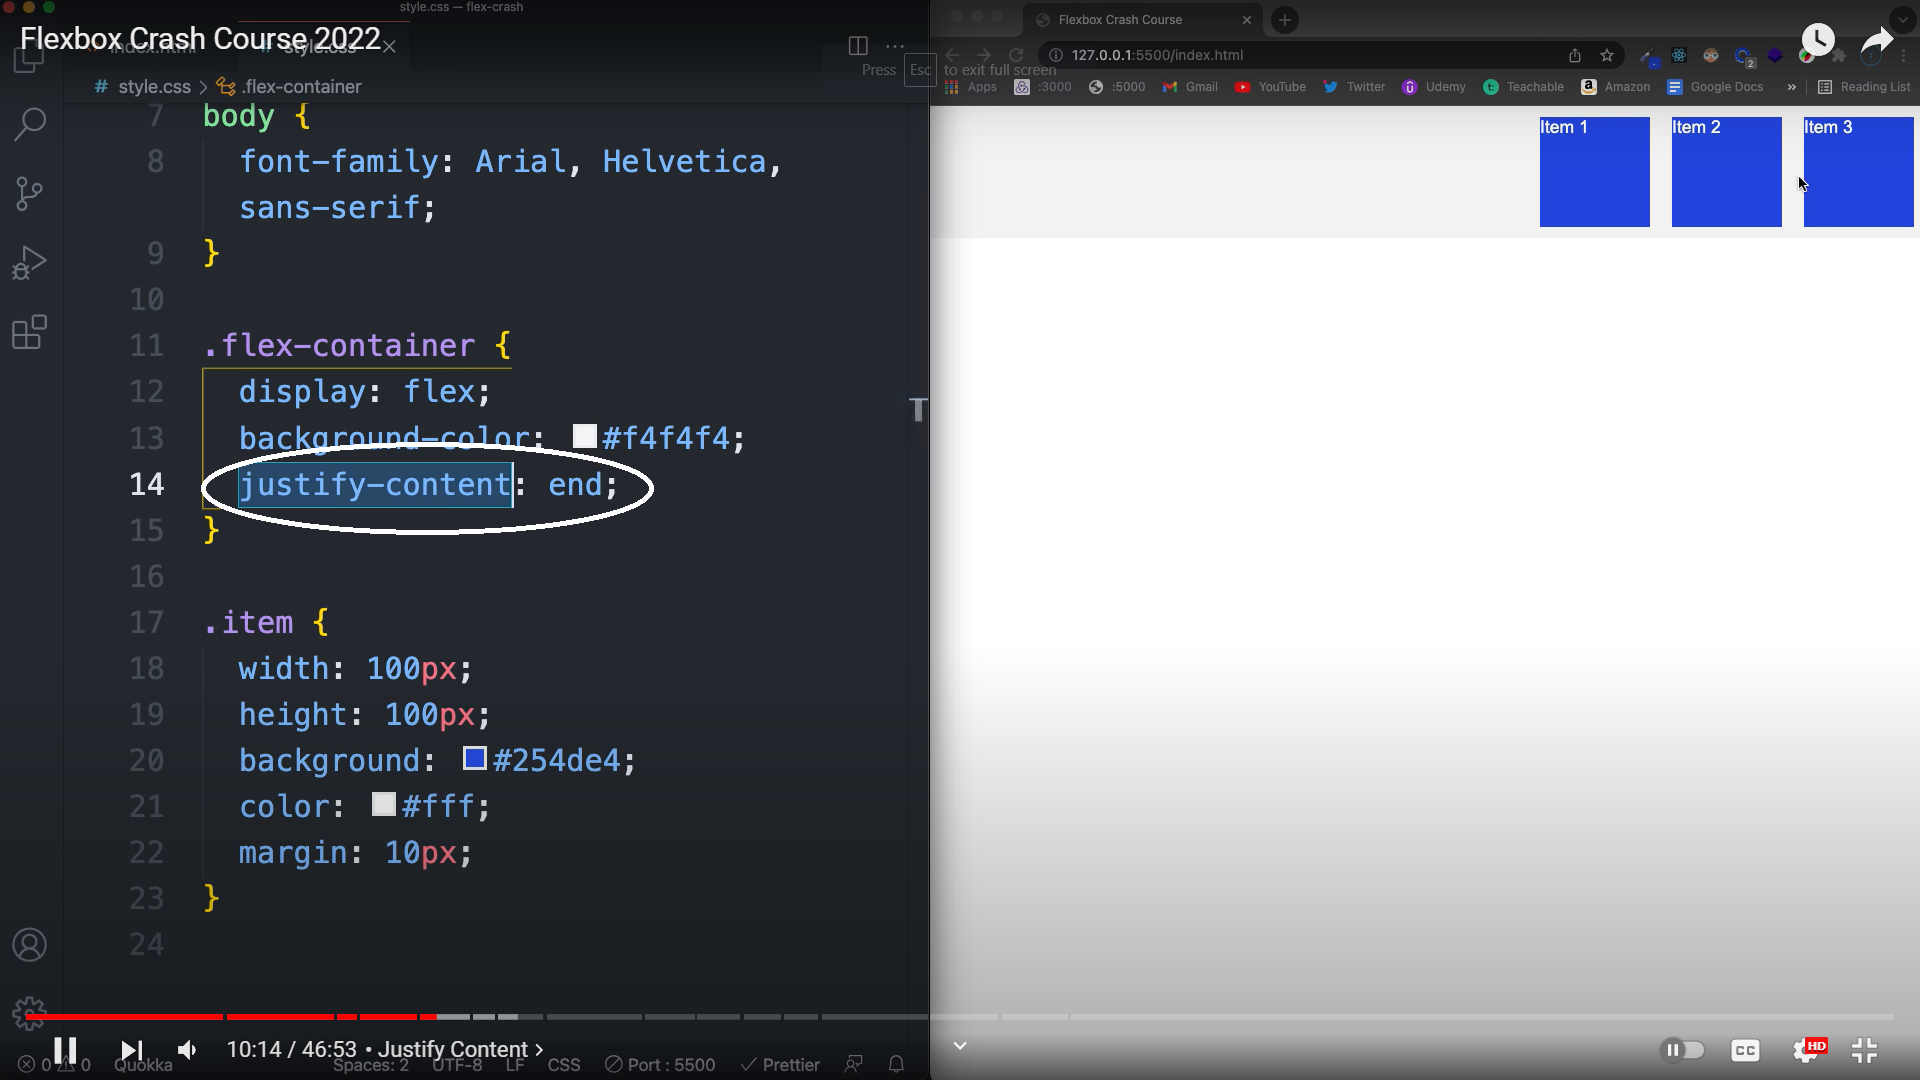 style.css — flex-crash
Flexbox Crash Course 2022
index.html
style.css
Press Esc to exit full screen
# style.css > .flex-container
7 body {
8 font-family: Arial, Helvetica,
sans-serif;
9 }
10
11 .flex-container {
12 display: flex;
13 background-color: #f4f4f4;
14 justify-content: end;
15 }
16
17 .item {
18 width: 100px;
19 height: 100px;
20 background: #254de4;
21 color: #fff;
22 margin: 10px;
23 }
24
10:14 / 46:53 • Justify Content >
0 0 Quokka Spaces: 2 UTF-8 LF CSS Port : 5500 Prettier
Flexbox Crash Course
127.0.0.1:5500/index.html
2
Apps :3000 :5000 Gmail YouTube Twitter Udemy Teachable Amazon Google Docs » Reading List
Item 1 Item 2 Item 3
T
CC HD